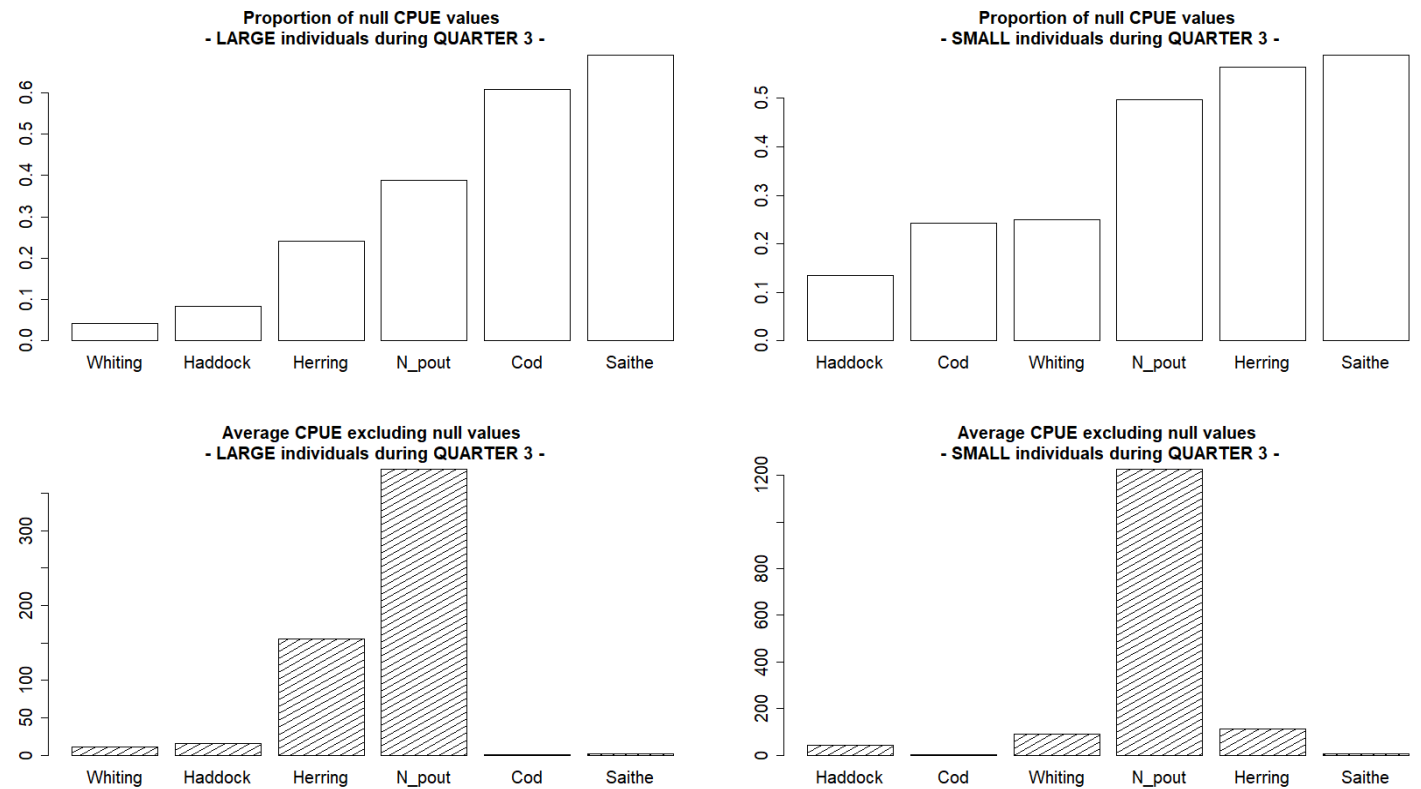 Proportion of null CPUE values
- LARGE individuals during QUARTER 3 -
0.0 0.1 0.2 0.3 0.4 0.5 0.6
Whiting Haddock Herring N_pout Cod Saithe
Proportion of null CPUE values
- SMALL individuals during QUARTER 3 -
0.0 0.1 0.2 0.3 0.4 0.5
Haddock Cod Whiting N_pout Herring Saithe
Average CPUE excluding null values
- LARGE individuals during QUARTER 3 -
0 50 100 200 300
Whiting Haddock Herring N_pout Cod Saithe
Average CPUE excluding null values
- SMALL individuals during QUARTER 3 -
0 200 400 600 800 1200
Haddock Cod Whiting N_pout Herring Saithe